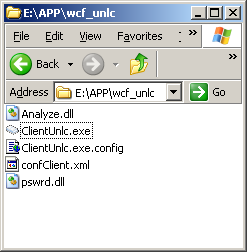 E:\APP\wcf_unlc
File Edit View Favorites »
Back
Address E:\APP\wcf_unlc Go
Analyze.dll
ClientUnlc.exe
ClientUnlc.exe.config
confClient.xml
pswrd.dll